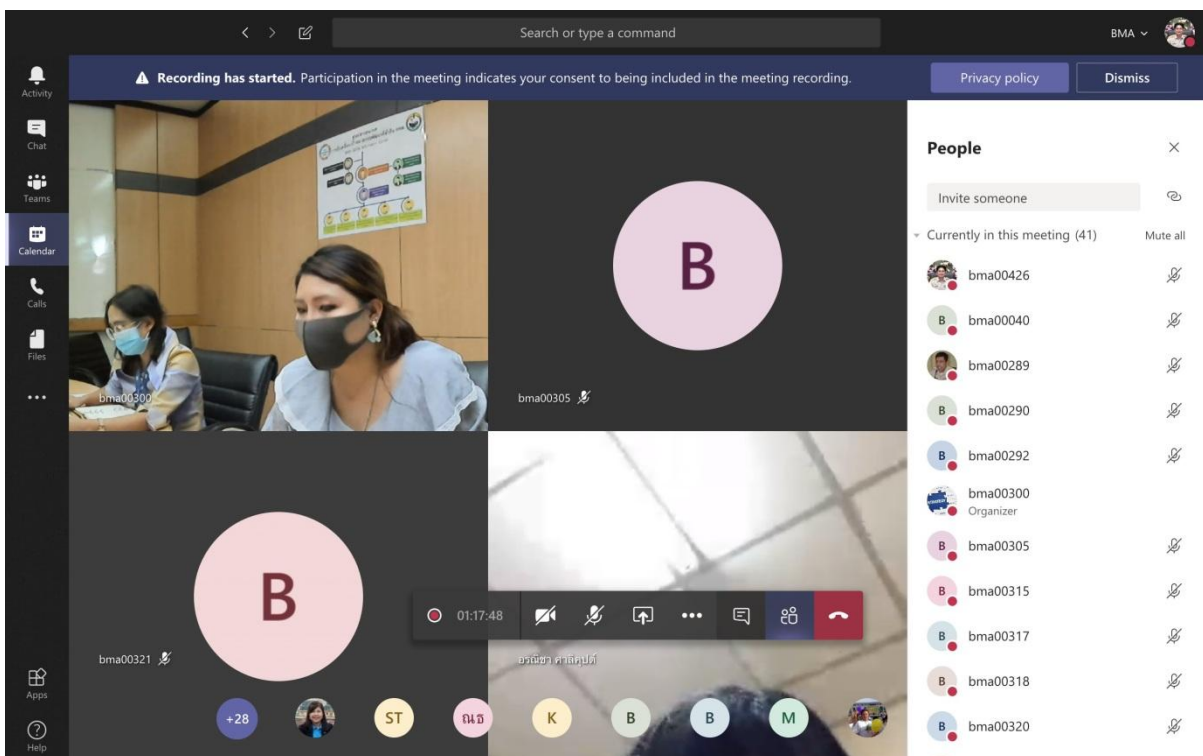 Search or type a command
BMA
Recording has started. Participation in the meeting indicates your consent to being included in the meeting recording.
Privacy policy
Dismiss
Activity
Chat
Teams
Calendar
Calls
Files
Apps
Help
bma00300
B
bma00305
B
bma00321
01:17:48
+28
ST
ณธ
K
B
B
M
People
Invite someone
Currently in this meeting (41)
Mute all
bma00426
B bma00040
bma00289
B bma00290
B bma00292
bma00300
Organizer
B bma00305
B bma00315
B bma00317
B bma00318
B bma00320